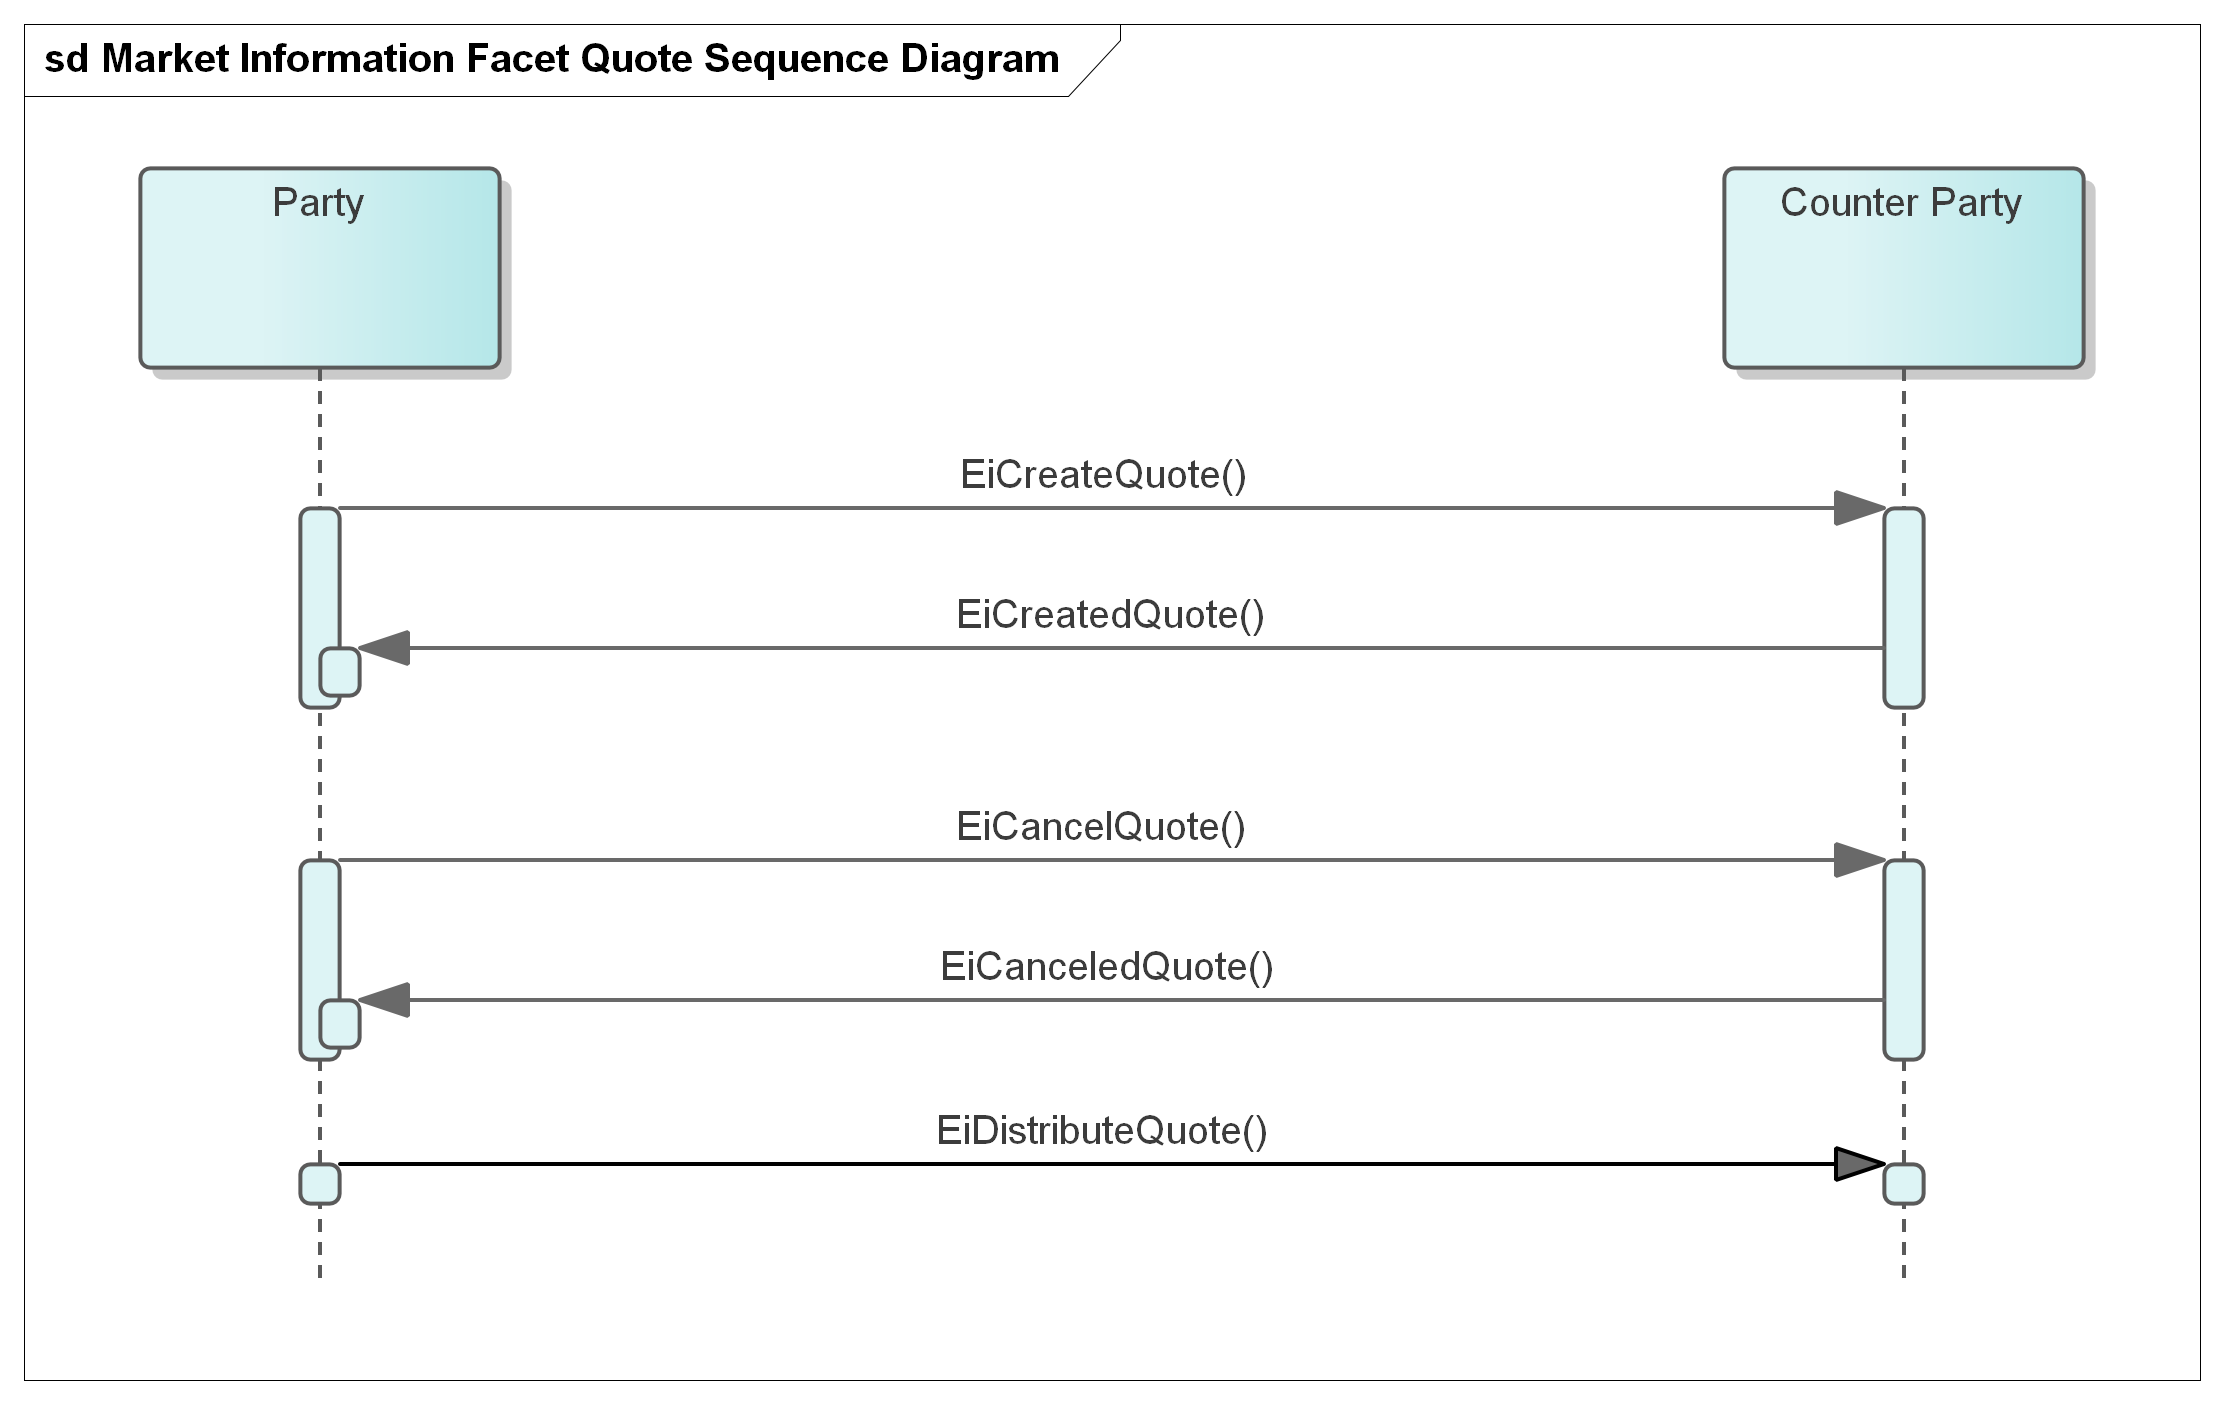 sd Market Information Facet Quote Sequence Diagram
Party
Counter Party
EiCreateQuote()
EiCreatedQuote()
EiCancelQuote()
EiCanceledQuote()
EiDistributeQuote()